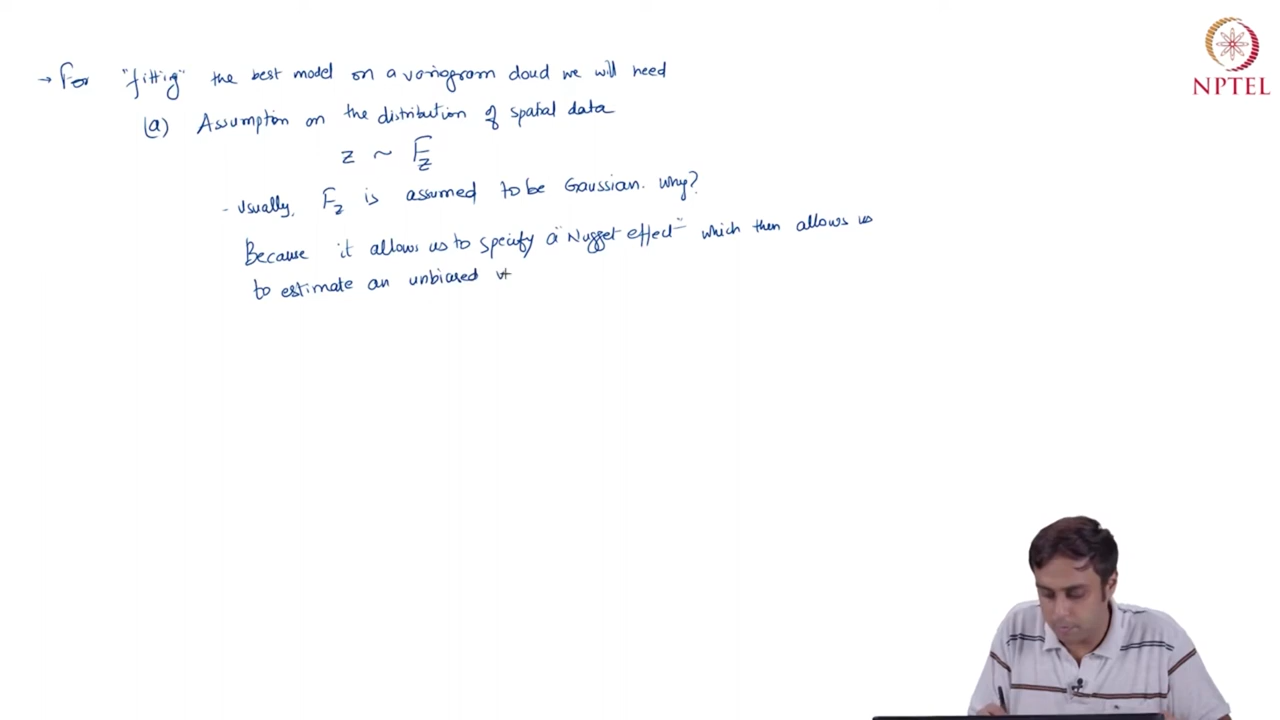 → For "fittig" the best model on a variogram cloud we will need
(a) Assumption on the distribution of spatial data
z ~ F_z
- Usually, F_z is assumed to be Gaussian. why?
Because it allows us to specify a "Nugget effect" which then allows us
to estimate an unbiased
NPTEL